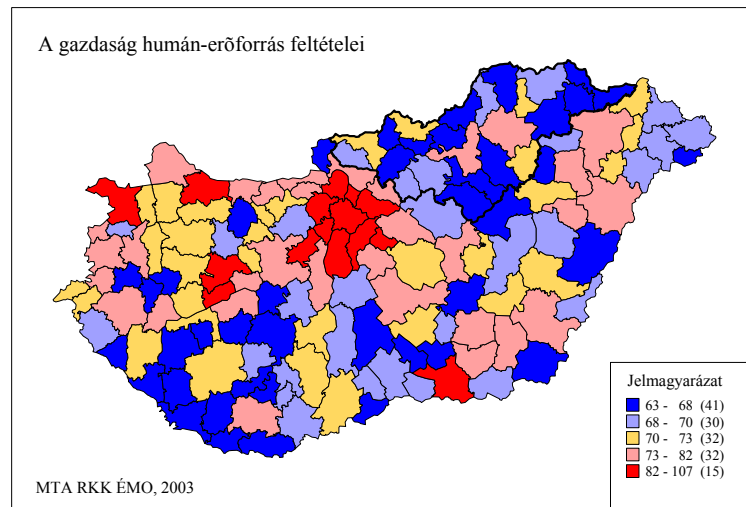 A gazdaság humán-erõforrás feltételei
Jelmagyarázat
63 - 68 (41)
68 - 70 (30)
70 - 73 (32)
73 - 82 (32)
82 - 107 (15)
MTA RKK ÉMO, 2003